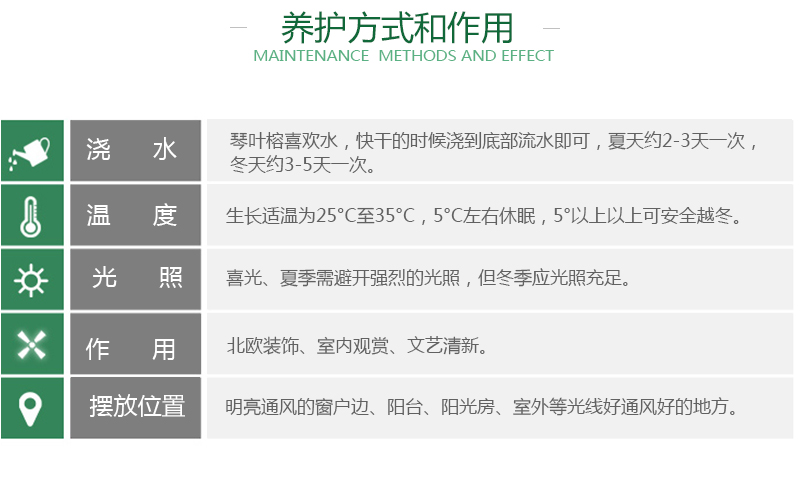 养护方式和作用
MAINTENANCE METHODS AND EFFECT
浇 水
琴叶榕喜欢水，快干的时候浇到底部流水即可，夏天约2-3天一次，
冬天约3-5天一次。
温 度
生长适温为25°C至35°C，5°C左右休眠，5°以上以上可安全越冬。
光 照
喜光、夏季需避开强烈的光照，但冬季应光照充足。
作 用
北欧装饰、室内观赏、文艺清新。
摆放位置
明亮通风的窗户边、阳台、阳光房、室外等光线好通风好的地方。